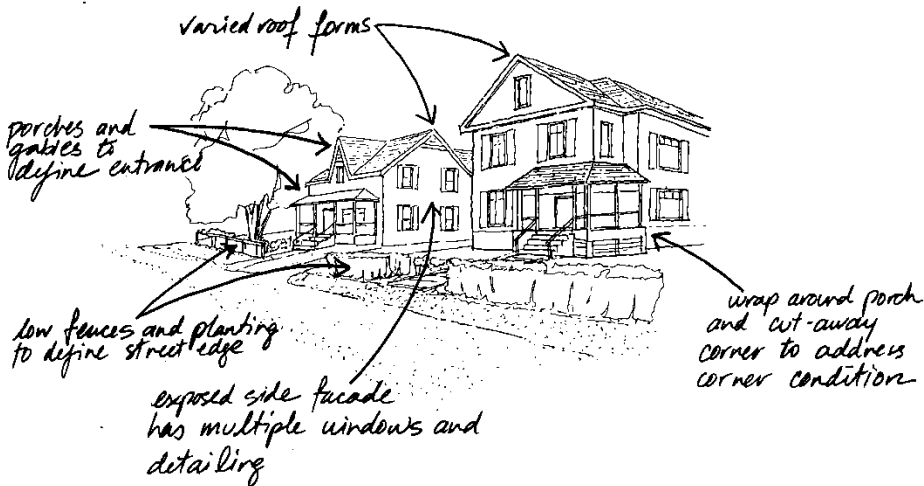 varied roof forms
porches and
gables to
define entrance
low fences and planting
to define street edge
exposed side facade
has multiple windows and
detailing
wrap around porch
and cut-away
corner to address
corner condition